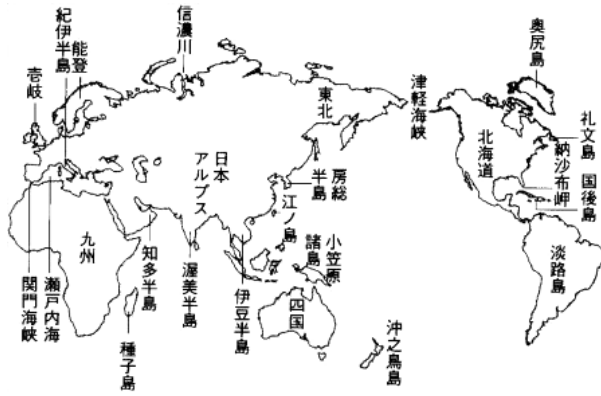 信濃川
紀伊半島
能登
壱岐
東北
津軽海峡
奥尻島
礼文島
納沙布岬
国後島
北海道
日本アルプス
房総半島
江ノ島
小笠原諸島
九州
知多半島
渥美半島
伊豆半島
四国
淡路島
関門海峡
瀬戸内海
種子島
沖之鳥島